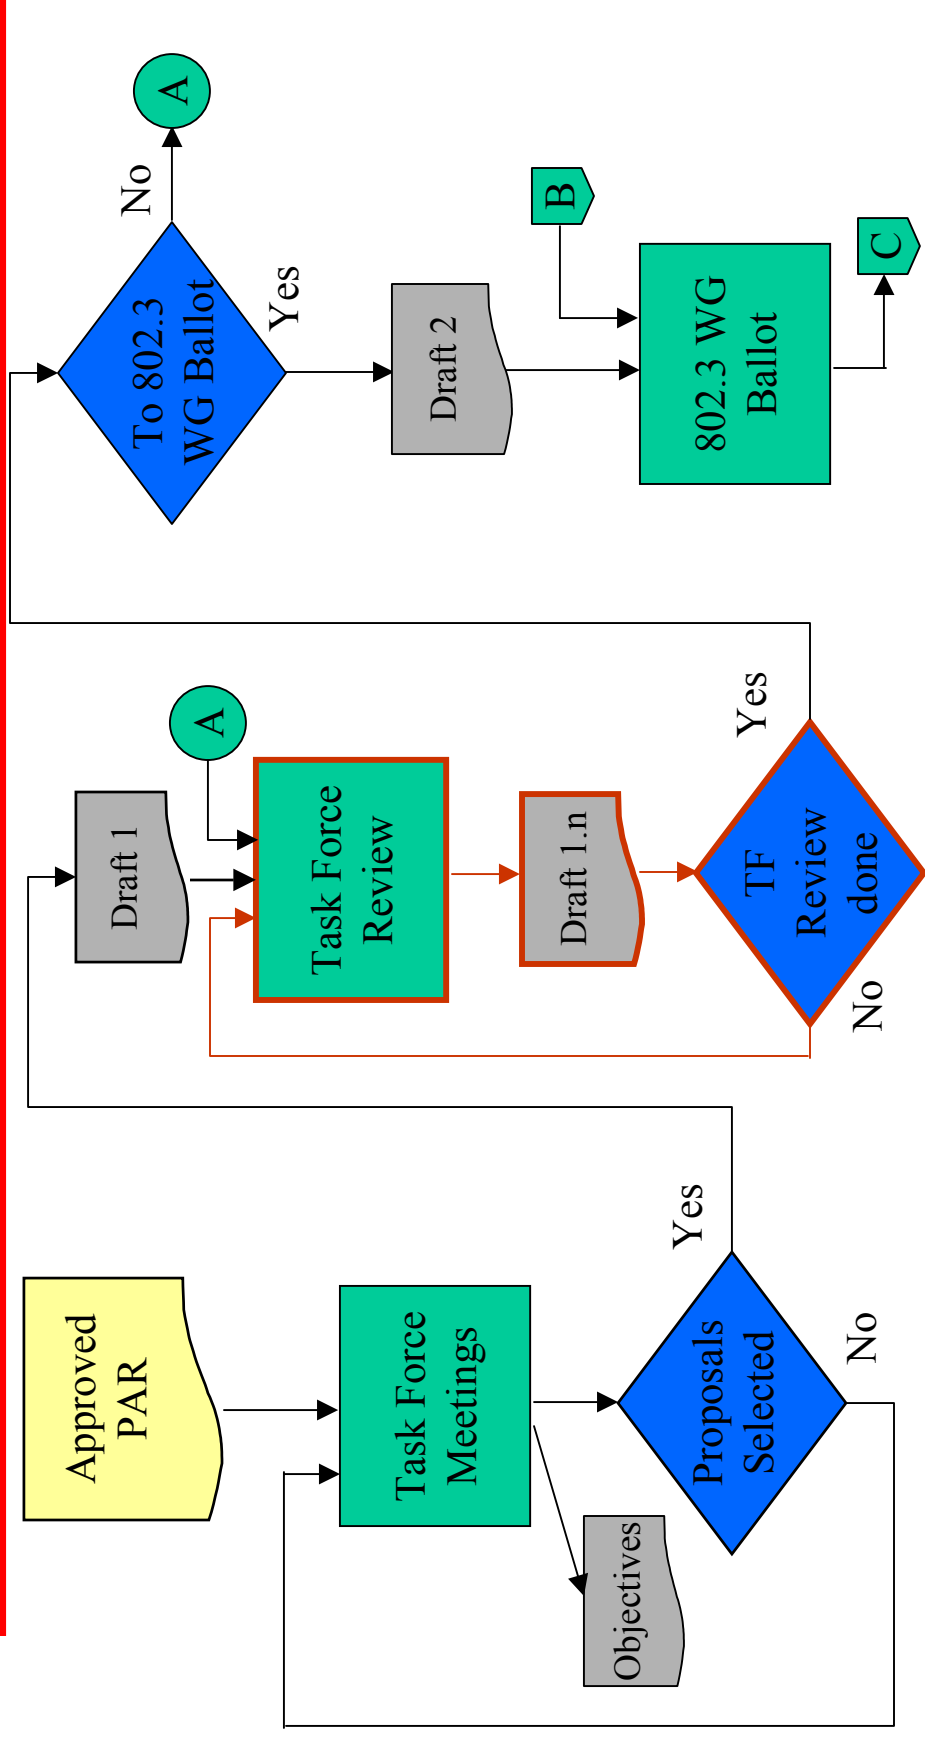 Approved
PAR
Task Force
Meetings
Objectives
Proposals
Selected
No
Yes
Draft 1
A
Task Force
Review
Draft 1.n
TF
Review
done
No
Yes
To 802.3
WG Ballot
No
A
Yes
Draft 2
B
802.3 WG
Ballot
C